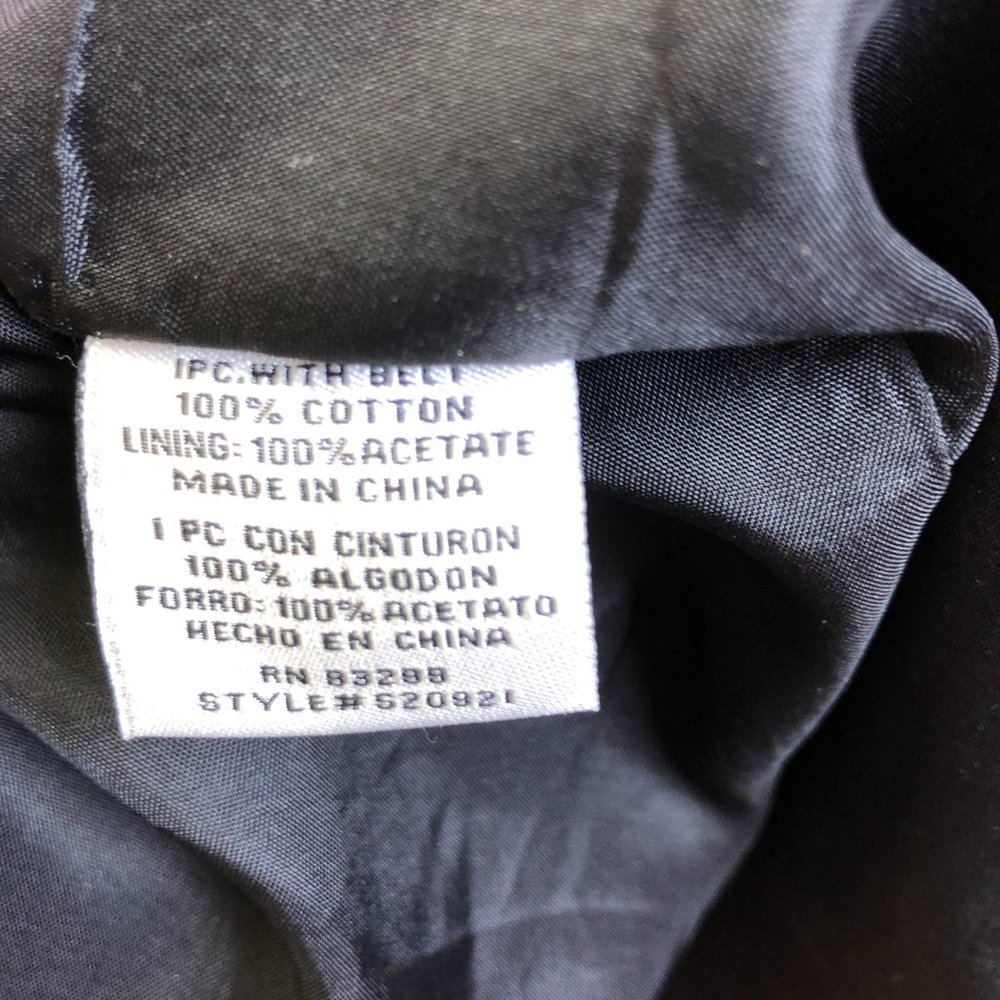 1PC.WITH BELT
100% COTTON
LINING: 100% ACETATE
MADE IN CHINA
1 PC CON CINTURON
100% ALGODON
FORRO: 100% ACETATO
HECHO EN CHINA
RN 83288
STYLE# S20921